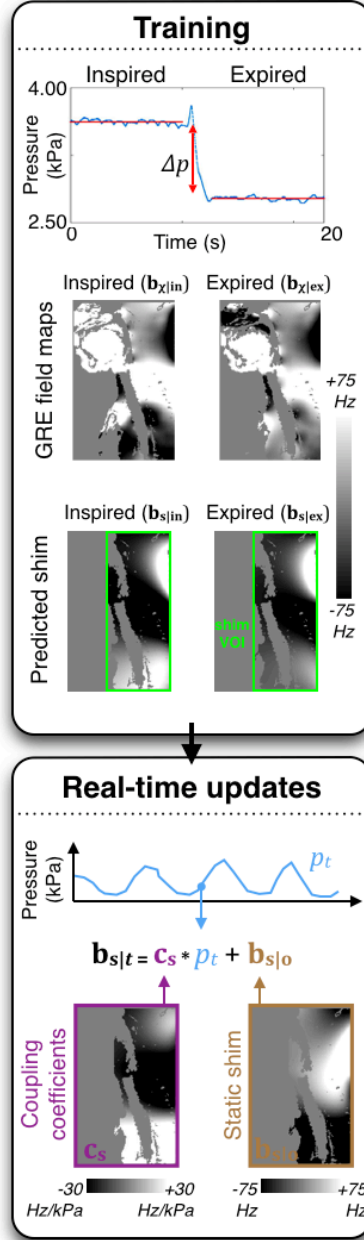 Training
Inspired Expired
4.00
Pressure
(kPa)
Δp
2.50
0 20
Time (s)
Inspired (bχ|in) Expired (bχ|ex)
GRE field maps
+75
Hz
Inspired (bs|in) Expired (bs|ex)
Predicted shim
shim
VOI
-75
Hz
Real-time updates
Pressure
(kPa)
pt
bs|t = cs * pt + bs|o
Coupling
coefficients
cs
Static shim
bs|o
-30 +30
Hz/kPa Hz/kPa
-75 +75
Hz Hz